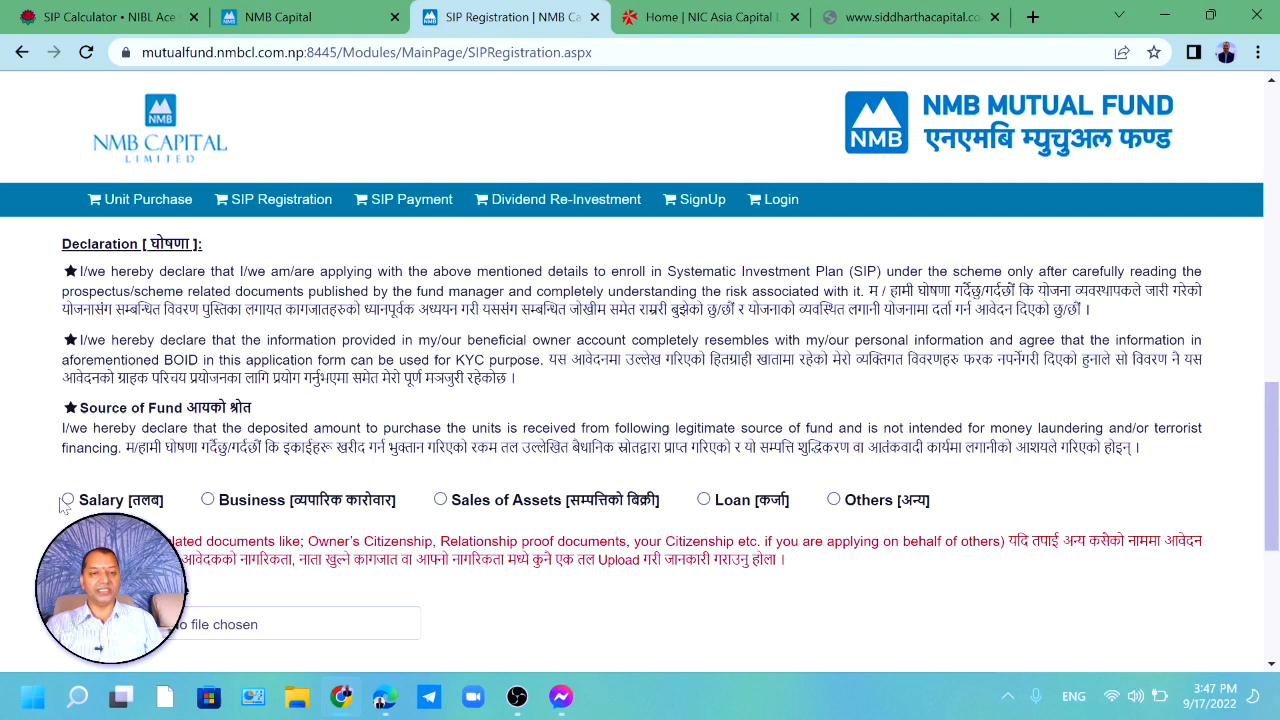 SIP Calculator • NIBL Ace
NMB Capital
SIP Registration | NMB Ca
Home | NIC Asia Capital L
www.siddharthacapital.co
mutualfund.nmbcl.com.np:8445/Modules/MainPage/SIPRegistration.aspx
NMB CAPITAL
LIMITED
NMB
NMB MUTUAL FUND
एनएमबि म्युचुअल फण्ड
Unit Purchase SIP Registration SIP Payment Dividend Re-Investment SignUp Login
Declaration [ घोषणा ]:
★I/we hereby declare that I/we am/are applying with the above mentioned details to enroll in Systematic Investment Plan (SIP) under the scheme only after carefully reading the
prospectus/scheme related documents published by the fund manager and completely understanding the risk associated with it. म / हामी घोषणा गर्दैछु/गर्दछौं कि योजना व्यवस्थापकले जारी गरेको
योजनासंग सम्बन्धित विवरण पुस्तिका लगायत कागजातहरुको ध्यानपूर्वक अध्ययन गरी यससंग सम्बन्धित जोखीम समेत राम्ररी बुझेको छु/छौं र योजनाको व्यवस्थित लगानी योजनामा दर्ता गर्न आवेदन दिएको छु/छौं ।
★I/we hereby declare that the information provided in my/our beneficial owner account completely resembles with my/our personal information and agree that the information in
aforementioned BOID in this application form can be used for KYC purpose. यस आवेदनमा उल्लेख गरिएको हितग्राही खातामा रहेको मेरो व्यक्तिगत विवरणहरु फरक नपर्नेगरी दिएको हुनाले सो विवरण नै यस
आवेदनको ग्राहक परिचय प्रयोजनका लागि प्रयोग गर्नुभएमा समेत मेरो पूर्ण मञ्जुरी रहेकोछ ।
★Source of Fund आयको श्रोत
I/we hereby declare that the deposited amount to purchase the units is received from following legitimate source of fund and is not intended for money laundering and/or terrorist
financing. म/हामी घोषणा गर्दैछु/गर्दछौं कि इकाईहरू खरीद गर्न भुक्तान गरिएको रकम तल उल्लेखित बैधानिक स्रोतद्वारा प्राप्त गरिएको र यो सम्पत्ति शुद्धिकरण वा आतंकवादी कार्यमा लगानीको आशयले गरिएको होइन् ।
Salary [तलब] Business [व्यपारिक कारोवार] Sales of Assets [सम्पत्तिको बिक्री] Loan [कर्जा] Others [अन्य]
lated documents like; Owner's Citizenship, Relationship proof documents, your Citizenship etc. if you are applying on behalf of others) यदि तपाई अन्य कसैको नाममा आवेदन
आवेदकको नागरिकता, नाता खुल्ने कागजात वा आफ्नो नागरिकता मध्ये कुनै एक तल Upload गरी जानकारी गराउनु होला ।
o file chosen
ENG
3:47 PM
9/17/2022